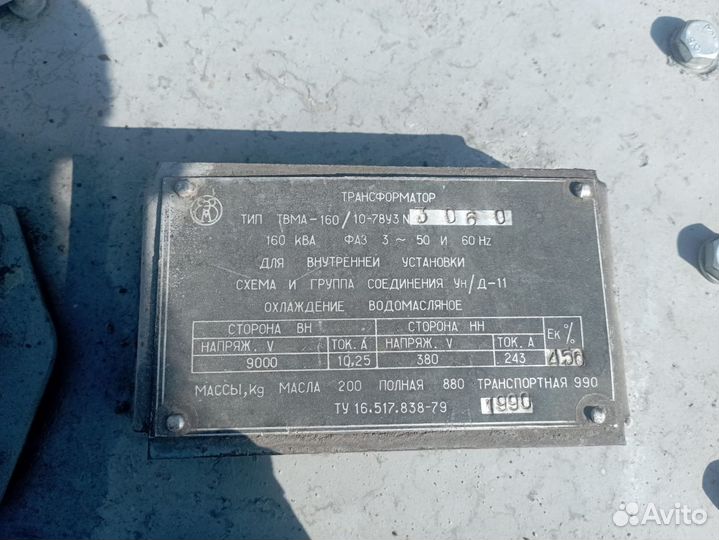 ТРАНСФОРМАТОР
ТИП ТВМА-160/10-78У3 N 3060
160 КВА ФАЗ 3 ~ 50 И 60 Hz
ДЛЯ ВНУТРЕННЕЙ УСТАНОВКИ
СХЕМА И ГРУППА СОЕДИНЕНИЯ Ун/Д-11
ОХЛАЖДЕНИЕ ВОДОМАСЛЯНОЕ
СТОРОНА ВН СТОРОНА НН Ек %
НАПРЯЖ. V ТОК. А НАПРЯЖ. V ТОК. А
9000 10,25 380 243 456
МАССЫ,kg МАСЛА 200 ПОЛНАЯ 880 ТРАНСПОРТНАЯ 990
ТУ 16.517.838-79 1990
Avito